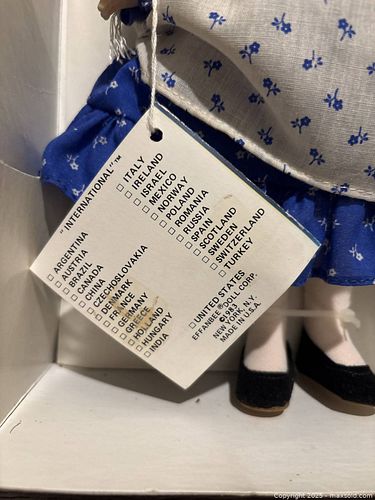 "INTERNATIONAL"™
☐ ARGENTINA
☐ AUSTRIA
☐ BRAZIL
☐ CANADA
☐ CHINA
☐ CZECHOSLOVAKIA
☐ DENMARK
☐ FRANCE
☐ GERMANY
☐ GREECE
☐ HOLLAND
☐ HUNGARY
☐ INDIA
☐ ITALY
☐ IRELAND
☐ ISRAEL
☐ MEXICO
☐ NORWAY
☐ POLAND
☐ ROMANIA
☐ RUSSIA
☐ SPAIN
☐ SCOTLAND
☐ SWEDEN
☐ SWITZERLAND
☐ TURKEY
☐ UNITED STATES
EFFANBEE DOLL CORP.
©1983
NEW YORK, N.Y.
MADE IN U.S.A.
Copyright © 2025 - maxsold.com